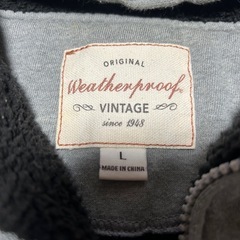 ORIGINAL
Weatherproof®
VINTAGE
since 1948
L
MADE IN CHINA